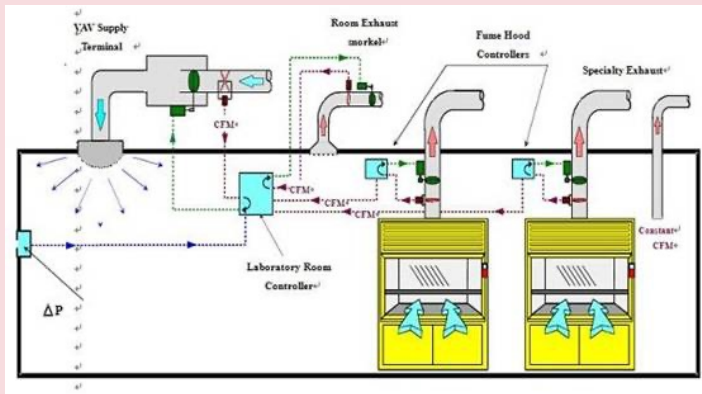 VAV Supply
Terminal
Room Exhaust
snorkel
Fume Hood
Controllers
Specialty Exhaust
CFM
CFM
CFM
CFM
Constant
CFM
Laboratory Room
Controller
ΔP